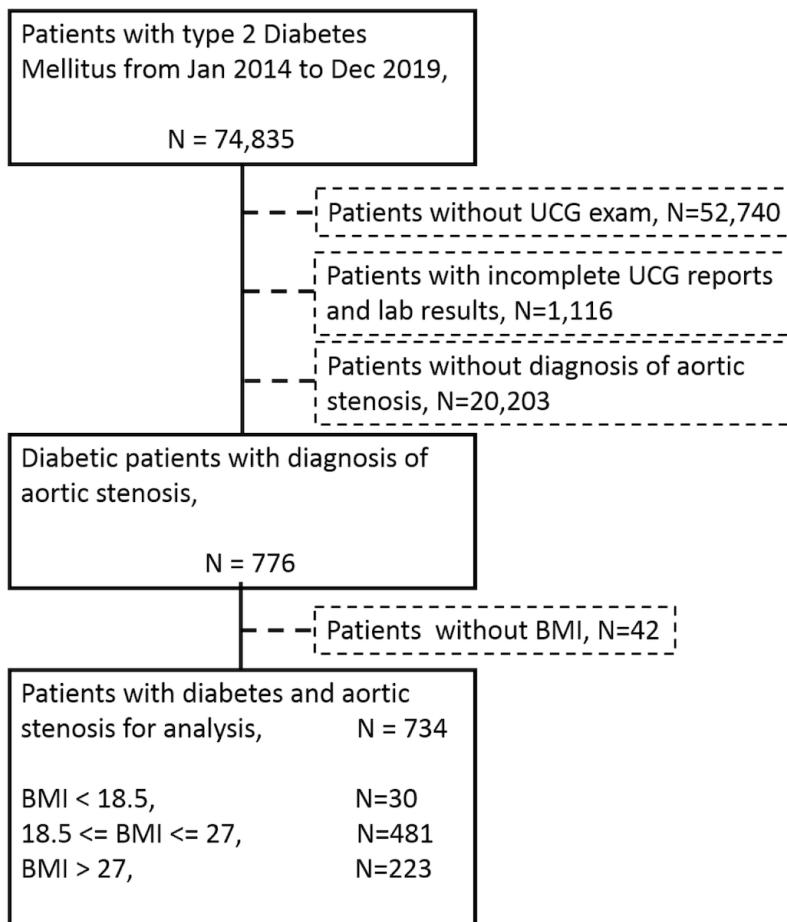 Patients with type 2 Diabetes
Mellitus from Jan 2014 to Dec 2019,
N = 74,835
Patients without UCG exam, N=52,740
Patients with incomplete UCG reports
and lab results, N=1,116
Patients without diagnosis of aortic
stenosis, N=20,203
Diabetic patients with diagnosis of
aortic stenosis,
N = 776
Patients  without BMI, N=42
Patients with diabetes and aortic
stenosis for analysis, N = 734
BMI < 18.5, N=30
18.5 <= BMI <= 27, N=481
BMI > 27, N=223